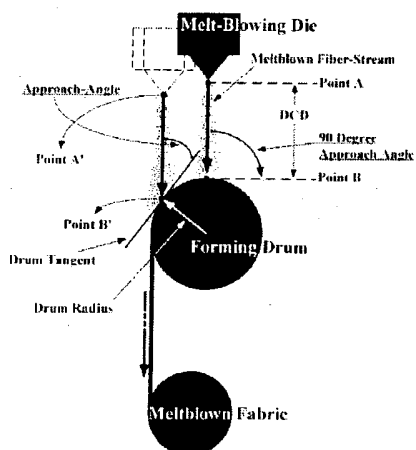 Melt-Blowing Die
Meltblown Fiber-Stream
Point A
Approach-Angle
DCD
90 Degree
Approach Angle
Point A'
Point B
Point B'
Forming Drum
Drum Tangent
Drum Radius
Meltblown Fabric